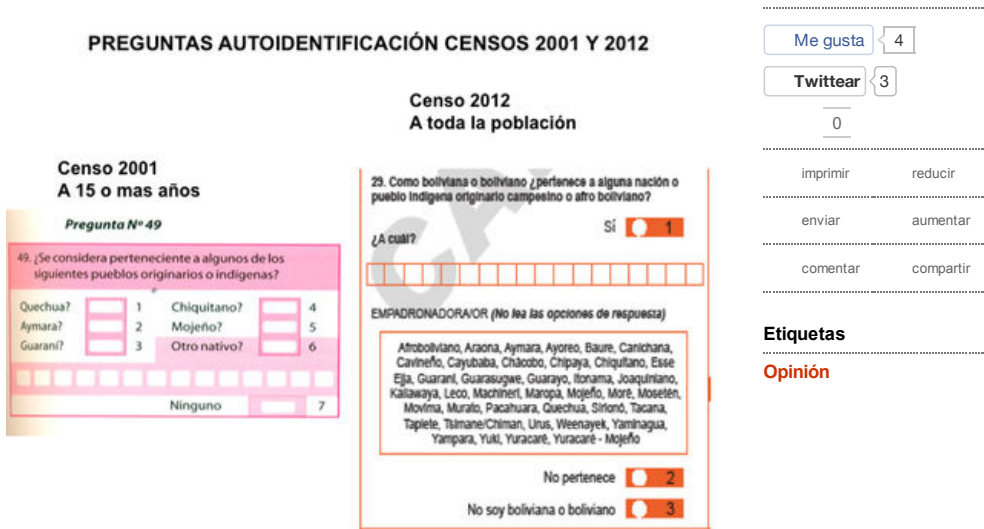 PREGUNTAS AUTOIDENTIFICACIÓN CENSOS 2001 Y 2012
Censo 2001
A 15 o mas años
Pregunta Nº 49
49. ¿Se considera perteneciente a algunos de los
siguientes pueblos originarios o indígenas?
Quechua? 1 Chiquitano? 4
Aymara? 2 Mojeño? 5
Guaraní? 3 Otro nativo? 6
Ninguno 7
Censo 2012
A toda la población
29. Como boliviana o boliviano ¿pertenece a alguna nación o
pueblo indígena originario campesino o afro boliviano?
Sí 1
¿A cuál?
EMPADRONADORA/OR (No lea las opciones de respuesta)
Afroboliviano, Araona, Aymara, Ayoreo, Baure, Canichana,
Cavineño, Cayubaba, Chácobo, Chipaya, Chiquitano, Esse
Ejja, Guaraní, Guarasugwe, Guarayo, Itonama, Joaquiniano,
Kallawaya, Leco, Machinerí, Maropa, Mojeño, Moré, Mosetén,
Movima, Murato, Pacahuara, Quechua, Sirionó, Tacana,
Tapiete, Tsimane/Chiman, Urus, Weenayek, Yaminagua,
Yampara, Yuki, Yuracaré, Yuracaré - Mojeño
No pertenece 2
No soy boliviana o boliviano 3
Me gusta 4
Twittear 3
0
imprimir reducir
enviar aumentar
comentar compartir
Etiquetas
Opinión